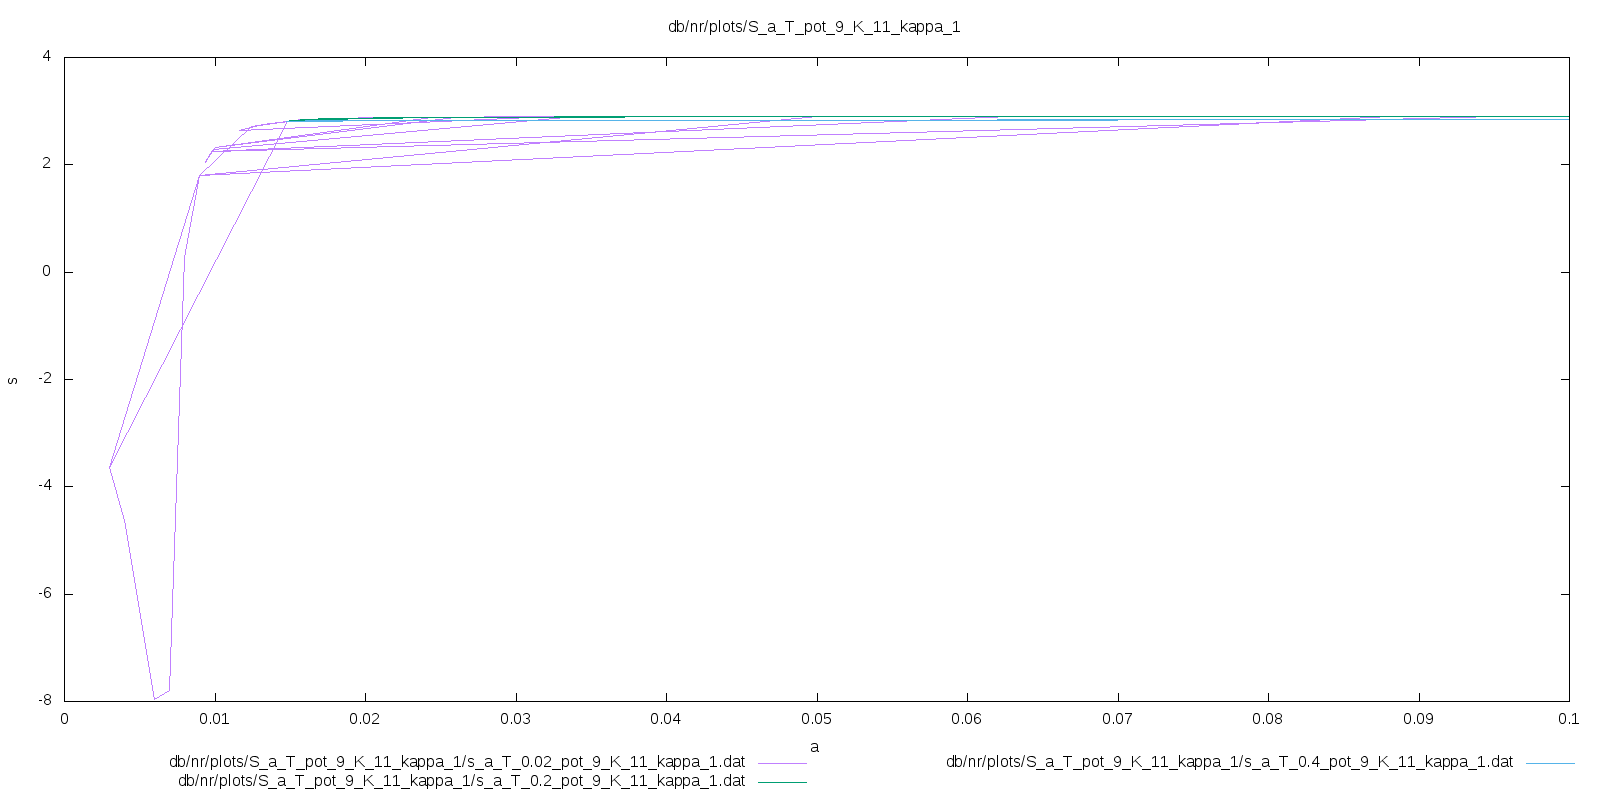 db/nr/plots/S_a_T_pot_9_K_11_kappa_1
4
2
0
-2
-4
-6
-8
s
0 0.01 0.02 0.03 0.04 0.05 0.06 0.07 0.08 0.09 0.1
a
db/nr/plots/S_a_T_pot_9_K_11_kappa_1/s_a_T_0.02_pot_9_K_11_kappa_1.dat
db/nr/plots/S_a_T_pot_9_K_11_kappa_1/s_a_T_0.2_pot_9_K_11_kappa_1.dat
db/nr/plots/S_a_T_pot_9_K_11_kappa_1/s_a_T_0.4_pot_9_K_11_kappa_1.dat